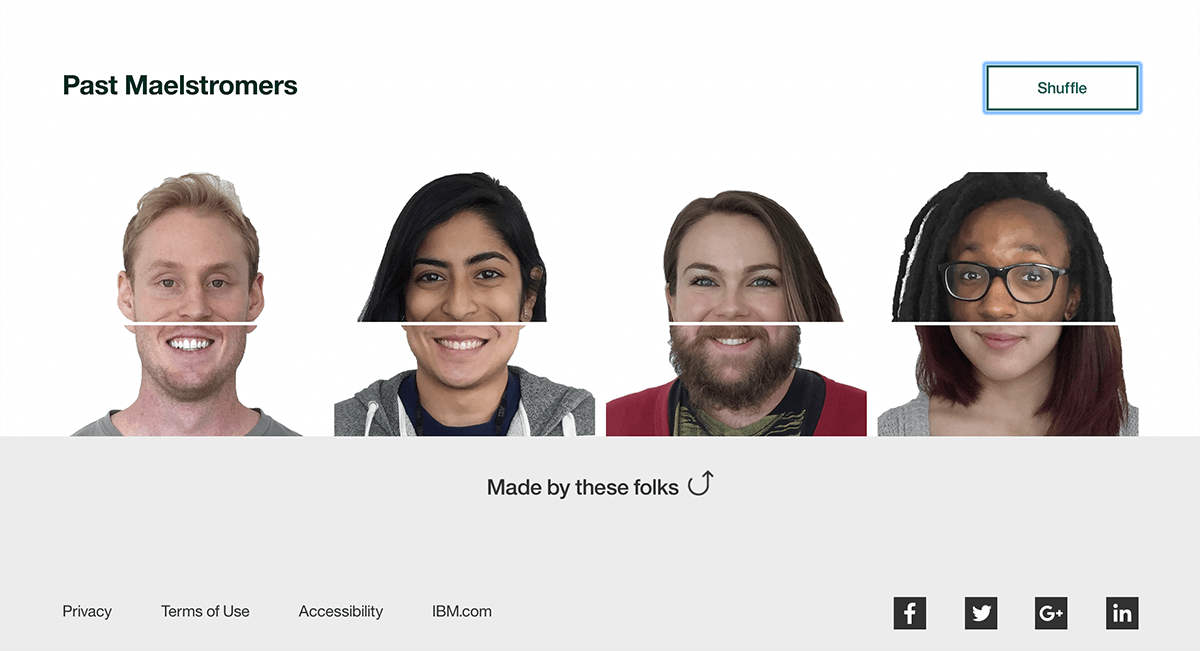 Past Maelstromers
Shuffle
Made by these folks
Privacy
Terms of Use
Accessibility
IBM.com
f
G+
in